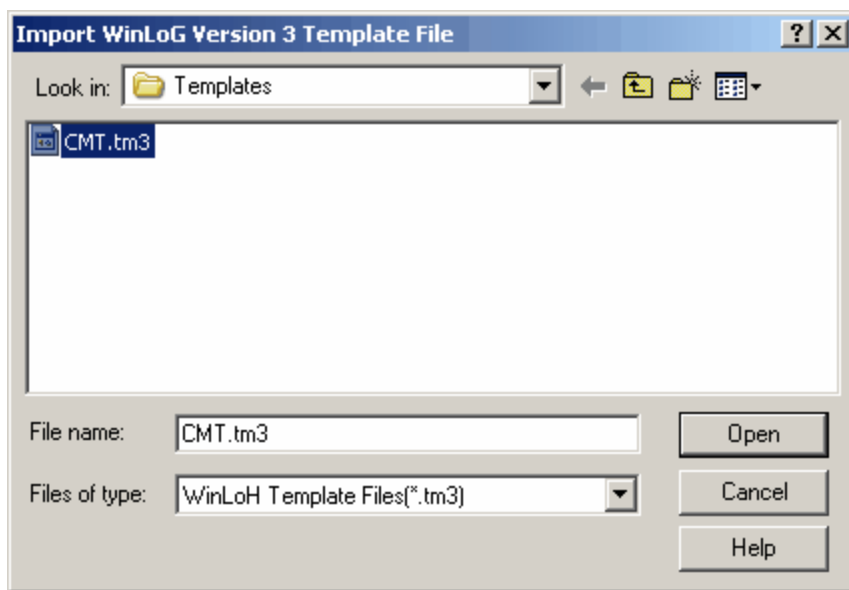 Import WinLoG Version 3 Template File
Look in: Templates
CMT.tm3
File name: CMT.tm3 Open
Files of type: WinLoH Template Files(*.tm3) Cancel
Help